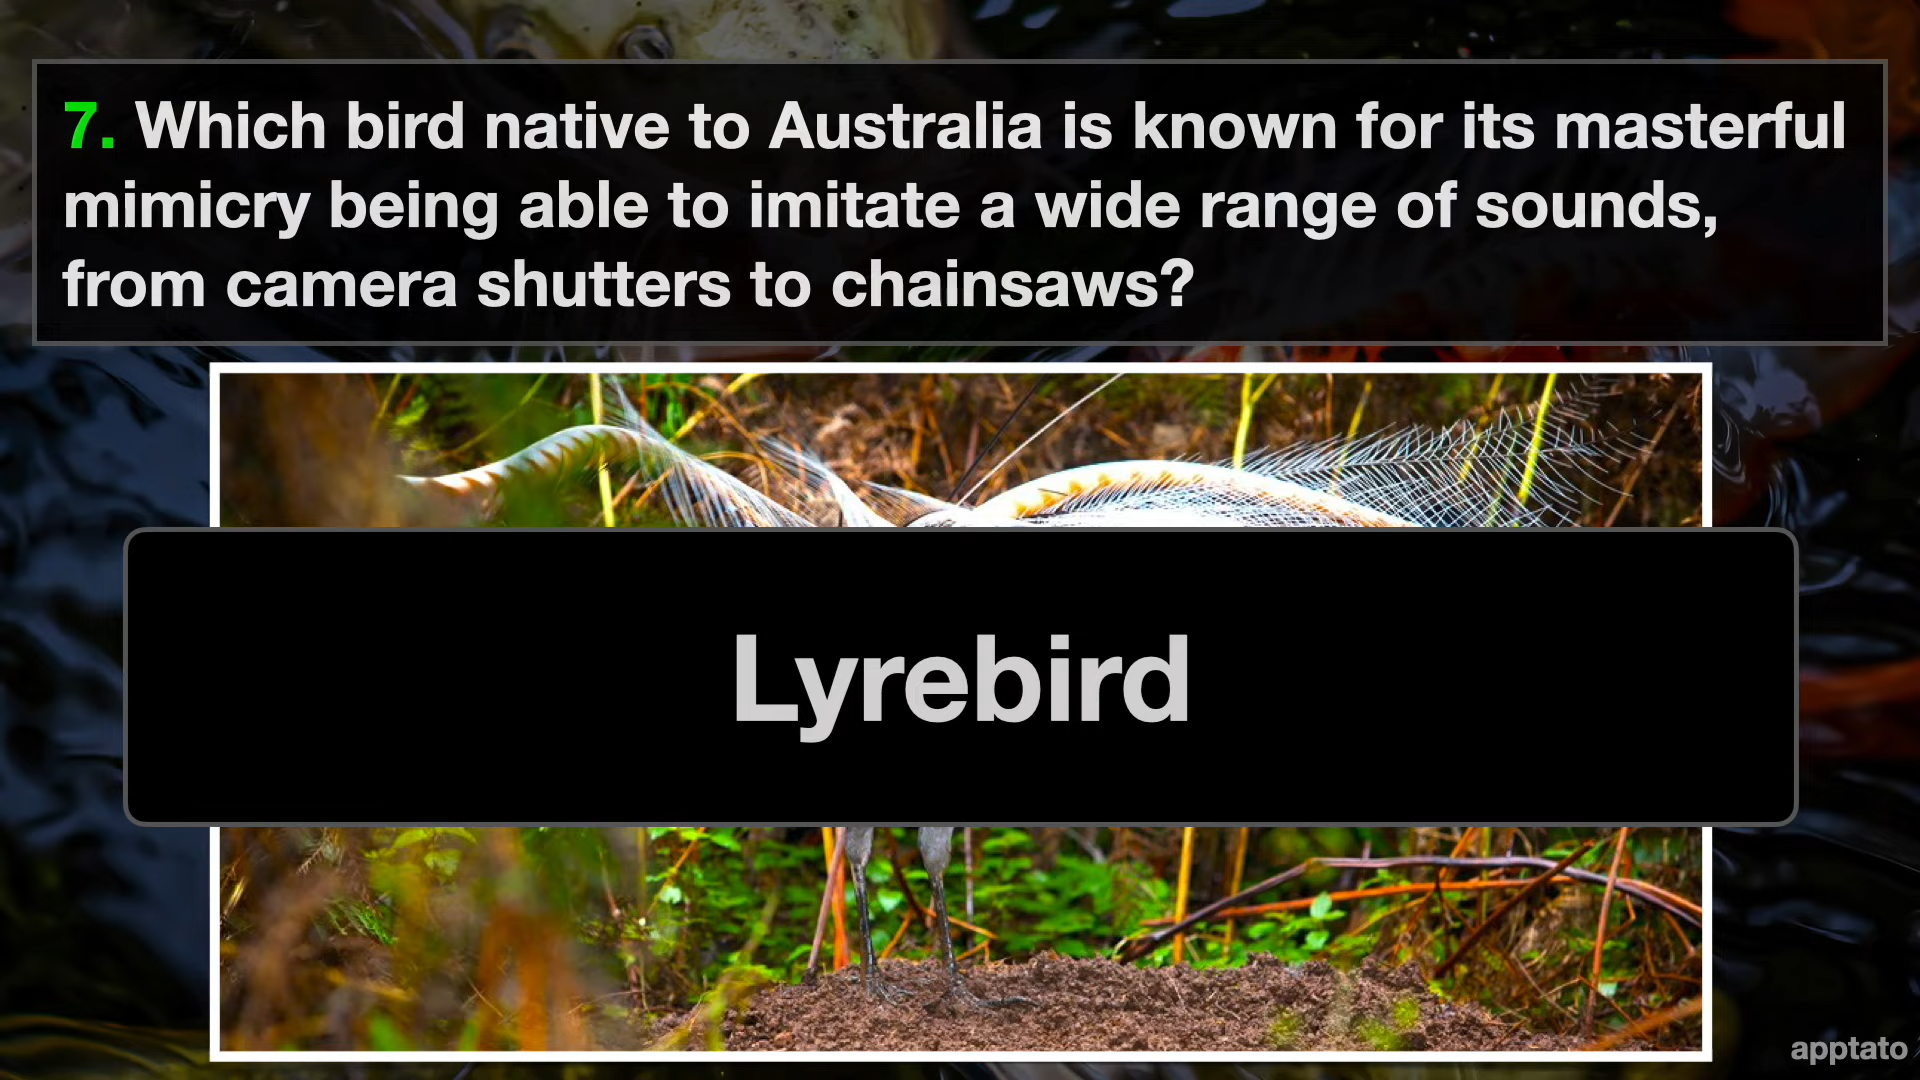 7. Which bird native to Australia is known for its masterful
mimicry being able to imitate a wide range of sounds,
from camera shutters to chainsaws?
Lyrebird
apptato